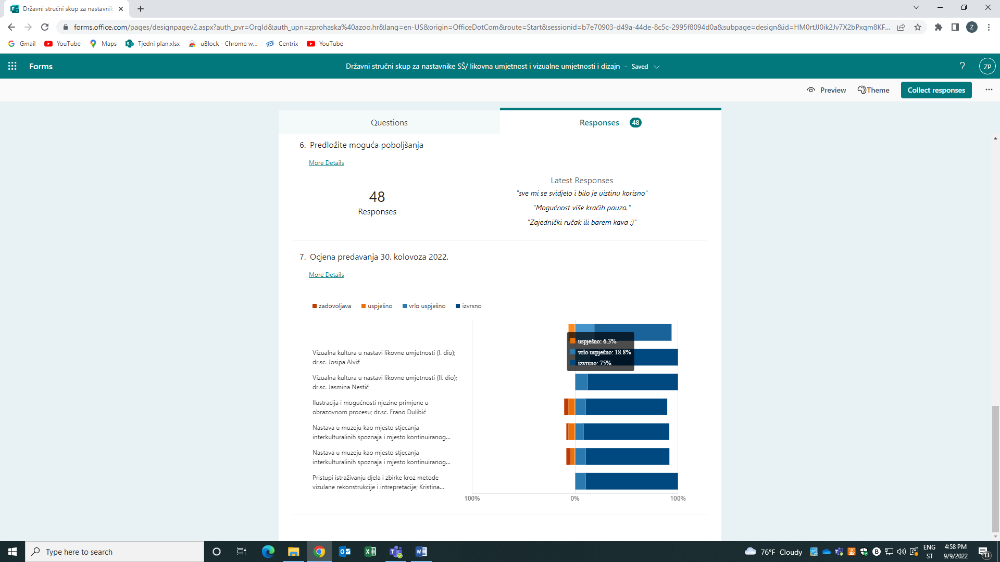 Državni stručni skup za nastavnik
forms.office.com/pages/designpagev2.aspx?auth_pvr=OrgId&auth_upn=zprohaska%40azoo.hr&lang=en-US&origin=OfficeDotCom&route=Start&sessionid=b7e70903-d49a-44de-8c5c-2995f8094d0a&subpage=design&id=HM0rtJJ0ik2Jv7X2bPxqm8KF...
Z
Gmail YouTube Maps Tjedni plan.xlsx uBlock - Chrome w... Centrix YouTube
Forms
Državni stručni skup za nastavnike SŠ/ likovna umjetnost i vizualne umjetnosti i dizajn - Saved
? ZP
Preview Theme Collect responses ...
Questions
Responses 48
6. Predložite moguća poboljšanja
More Details
48
Responses
Latest Responses
"sve mi se svidjelo i bilo je uistinu korisno"
"Mogućnost više kraćih pauza."
"Zajednički ručak ili barem kava :)"
7. Ocjena predavanja 30. kolovoza 2022.
More Details
zadovoljava uspješno vrlo uspješno izvrsno
uspješno: 6.3%
vrlo uspješno: 18.8%
izvrsno: 75%
Vizualna kultura u nastavi likovne umjetnosti (I. dio);
dr.sc. Josipa Alviž
Vizualna kultura u nastavi likovne umjetnosti (II. dio);
dr.sc. Jasmina Nestić
Ilustracija i mogućnosti njezine primjene u
obrazovnom procesu; dr.sc. Frano Dulibić
Nastava u muzeju kao mjesto stjecanja
interkulturalinih spoznaja i mjesto kontinuiranog...
Nastava u muzeju kao mjesto stjecanja
interkulturalinih spoznaja i mjesto kontinuiranog...
Pristupi istraživanju djela i zbirke kroz metode
vizulane rekonstrukcije i intrepretacije; Kristina...
100% 0% 100%
Type here to search
76°F Cloudy
ENG
ST
4:58 PM
9/9/2022
13